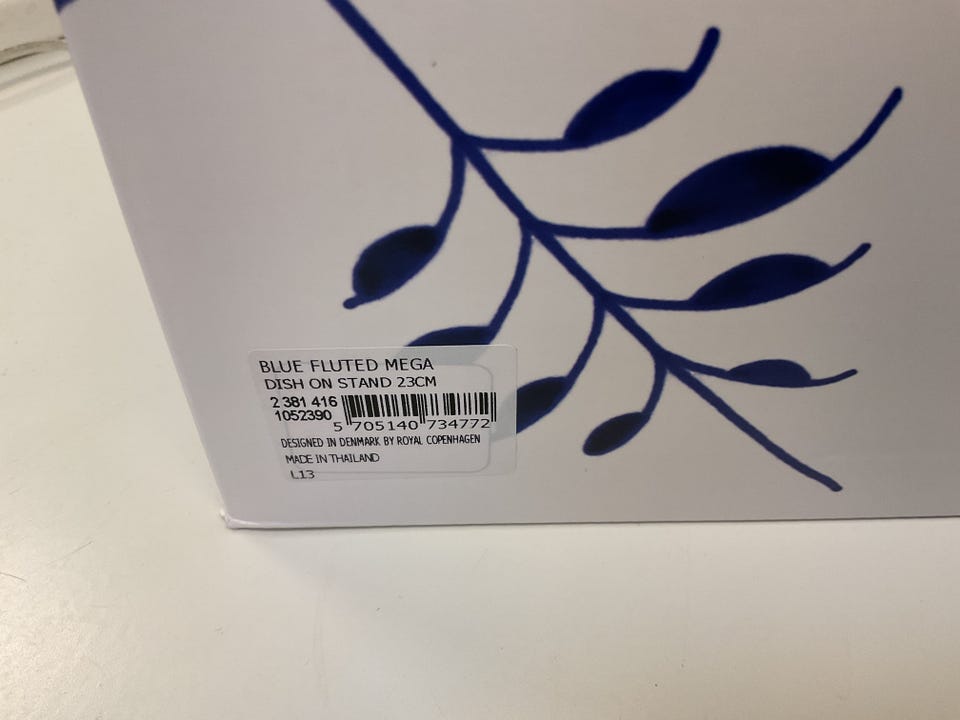 BLUE FLUTED MEGA
DISH ON STAND 23CM
2 381 416
1052390
5 705140 734772
DESIGNED IN DENMARK BY ROYAL COPENHAGEN
MADE IN THAILAND
L13